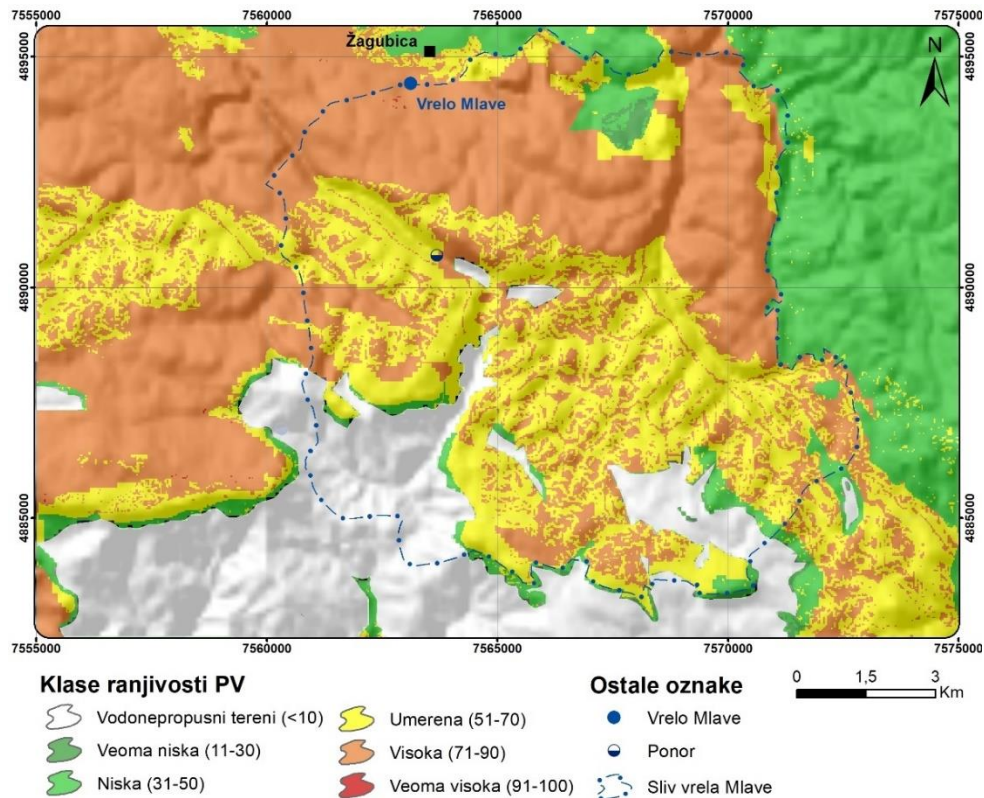 7555000 7560000 7565000 7570000 7575000
4895000 4895000
Žagubica
N
Vrelo Mlave
4890000 4890000
4885000 4885000
7555000 7560000 7565000 7570000 7575000
Klase ranjivosti PV
Vodonepropusni tereni (<10)
Veoma niska (11-30)
Niska (31-50)
Umerena (51-70)
Visoka (71-90)
Veoma visoka (91-100)
Ostale oznake
Vrelo Mlave
Ponor
Sliv vrela Mlave
0 1,5 3
Km